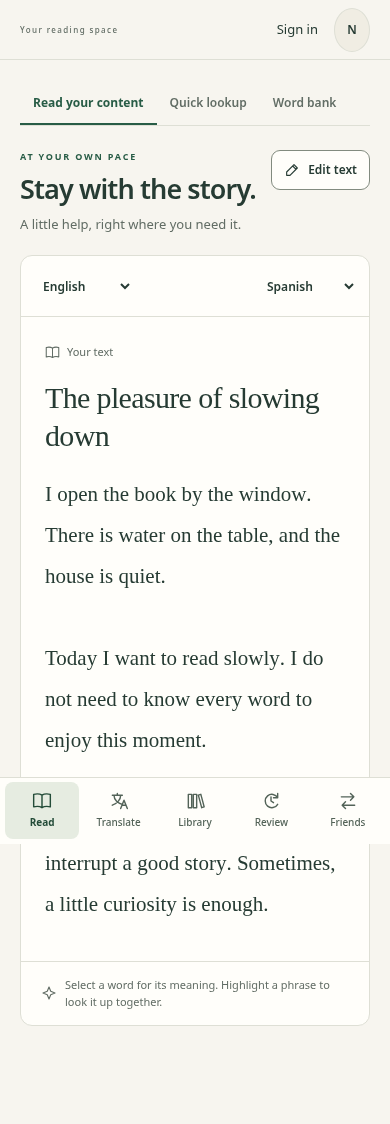 Your reading space
Sign in
N
Read your content
Quick lookup
Word bank
AT YOUR OWN PACE
Stay with the story.
Edit text
A little help, right where you need it.
English
Spanish
Your text
The pleasure of slowing
down
I open the book by the window.
There is water on the table, and the
house is quiet.
Today I want to read slowly. I do
not need to know every word to
enjoy this moment.
Read
Translate
Library
Review
Friends
interrupt a good story. Sometimes,
a little curiosity is enough.
Select a word for its meaning. Highlight a phrase to
look it up together.